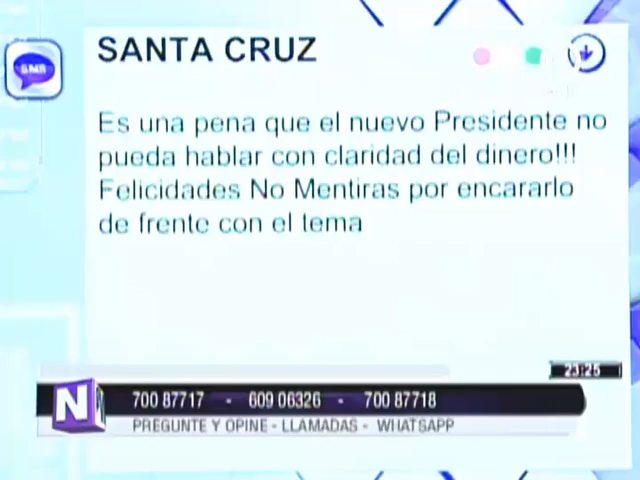 SMS
SANTA CRUZ
Es una pena que el nuevo Presidente no
pueda hablar con claridad del dinero!!!
Felicidades No Mentiras por encararlo
de frente con el tema
23:25
N
700 87717 - 609 06326 - 700 87718
PREGUNTE Y OPINE - LLAMADAS - WHATSAPP